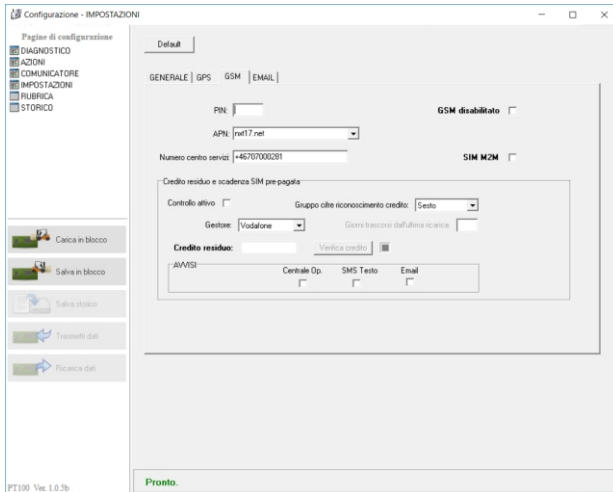 Configurazione - IMPOSTAZIONI
Pagine di configurazione
DIAGNOSTICO
AZIONI
COMUNICATORE
IMPOSTAZIONI
RUBRICA
STORICO
Carica in blocco
Salva in blocco
Salva storico
Trasmetti dati
Ricarica dati
PT100 Ver. 1.0.5b
Default
GENERALE GPS GSM EMAIL
PIN: GSM disabilitato
APN: nxt17.net
Numero centro servizi: +46707000281 SIM M2M
Credito residuo e scadenza SIM pre-pagata
Controllo attivo Gruppo cifre riconoscimento credito: Sesto
Gestore: Vodafone Giorni trascorsi dall'ultima ricarica
Credito residuo: Verifica credito
AVVISI
Centrale Op. SMS Testo Email
Pronto.